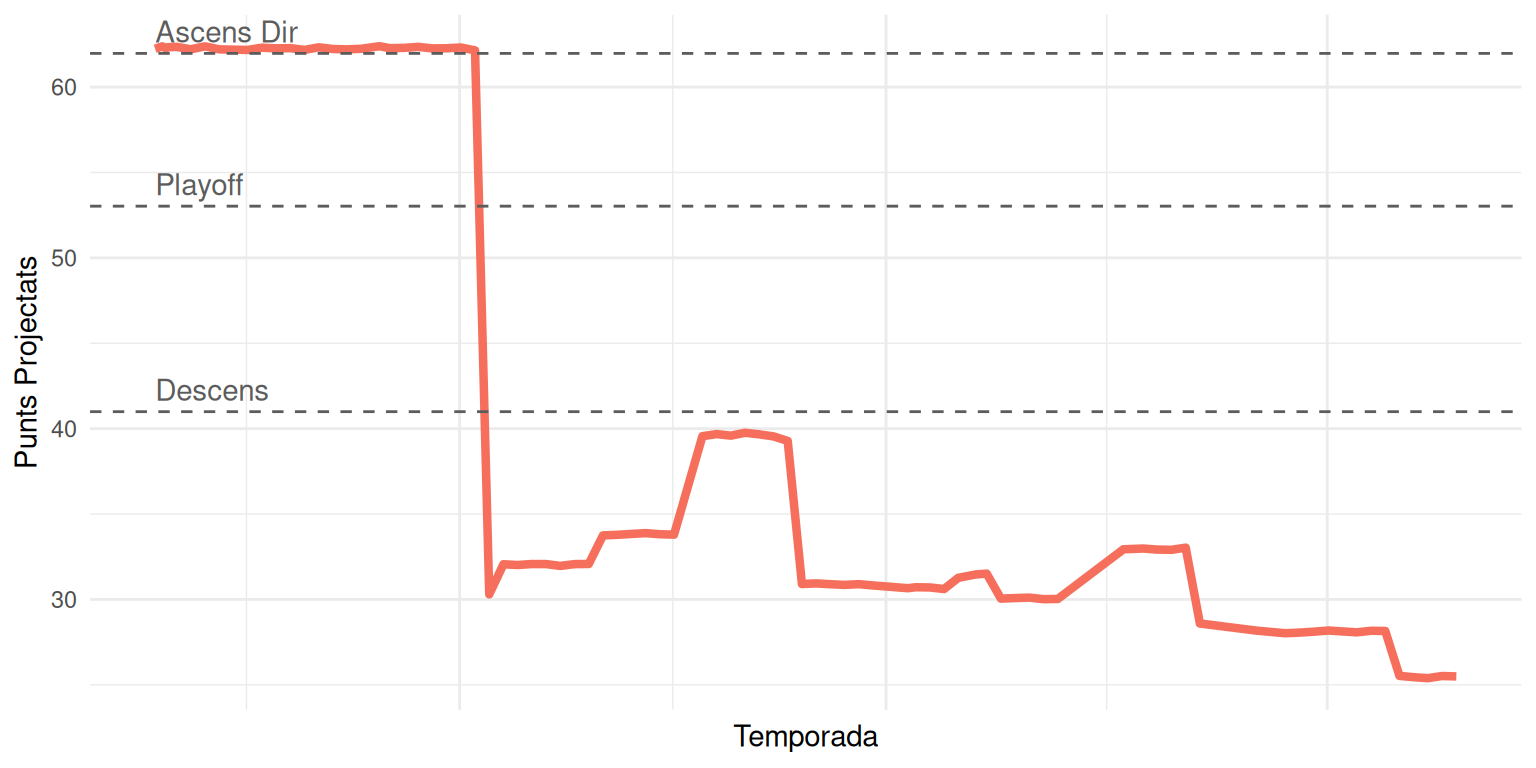 Ascens Dir
60
Playoff
50
Descens
40
30
Punts Projectats
Temporada